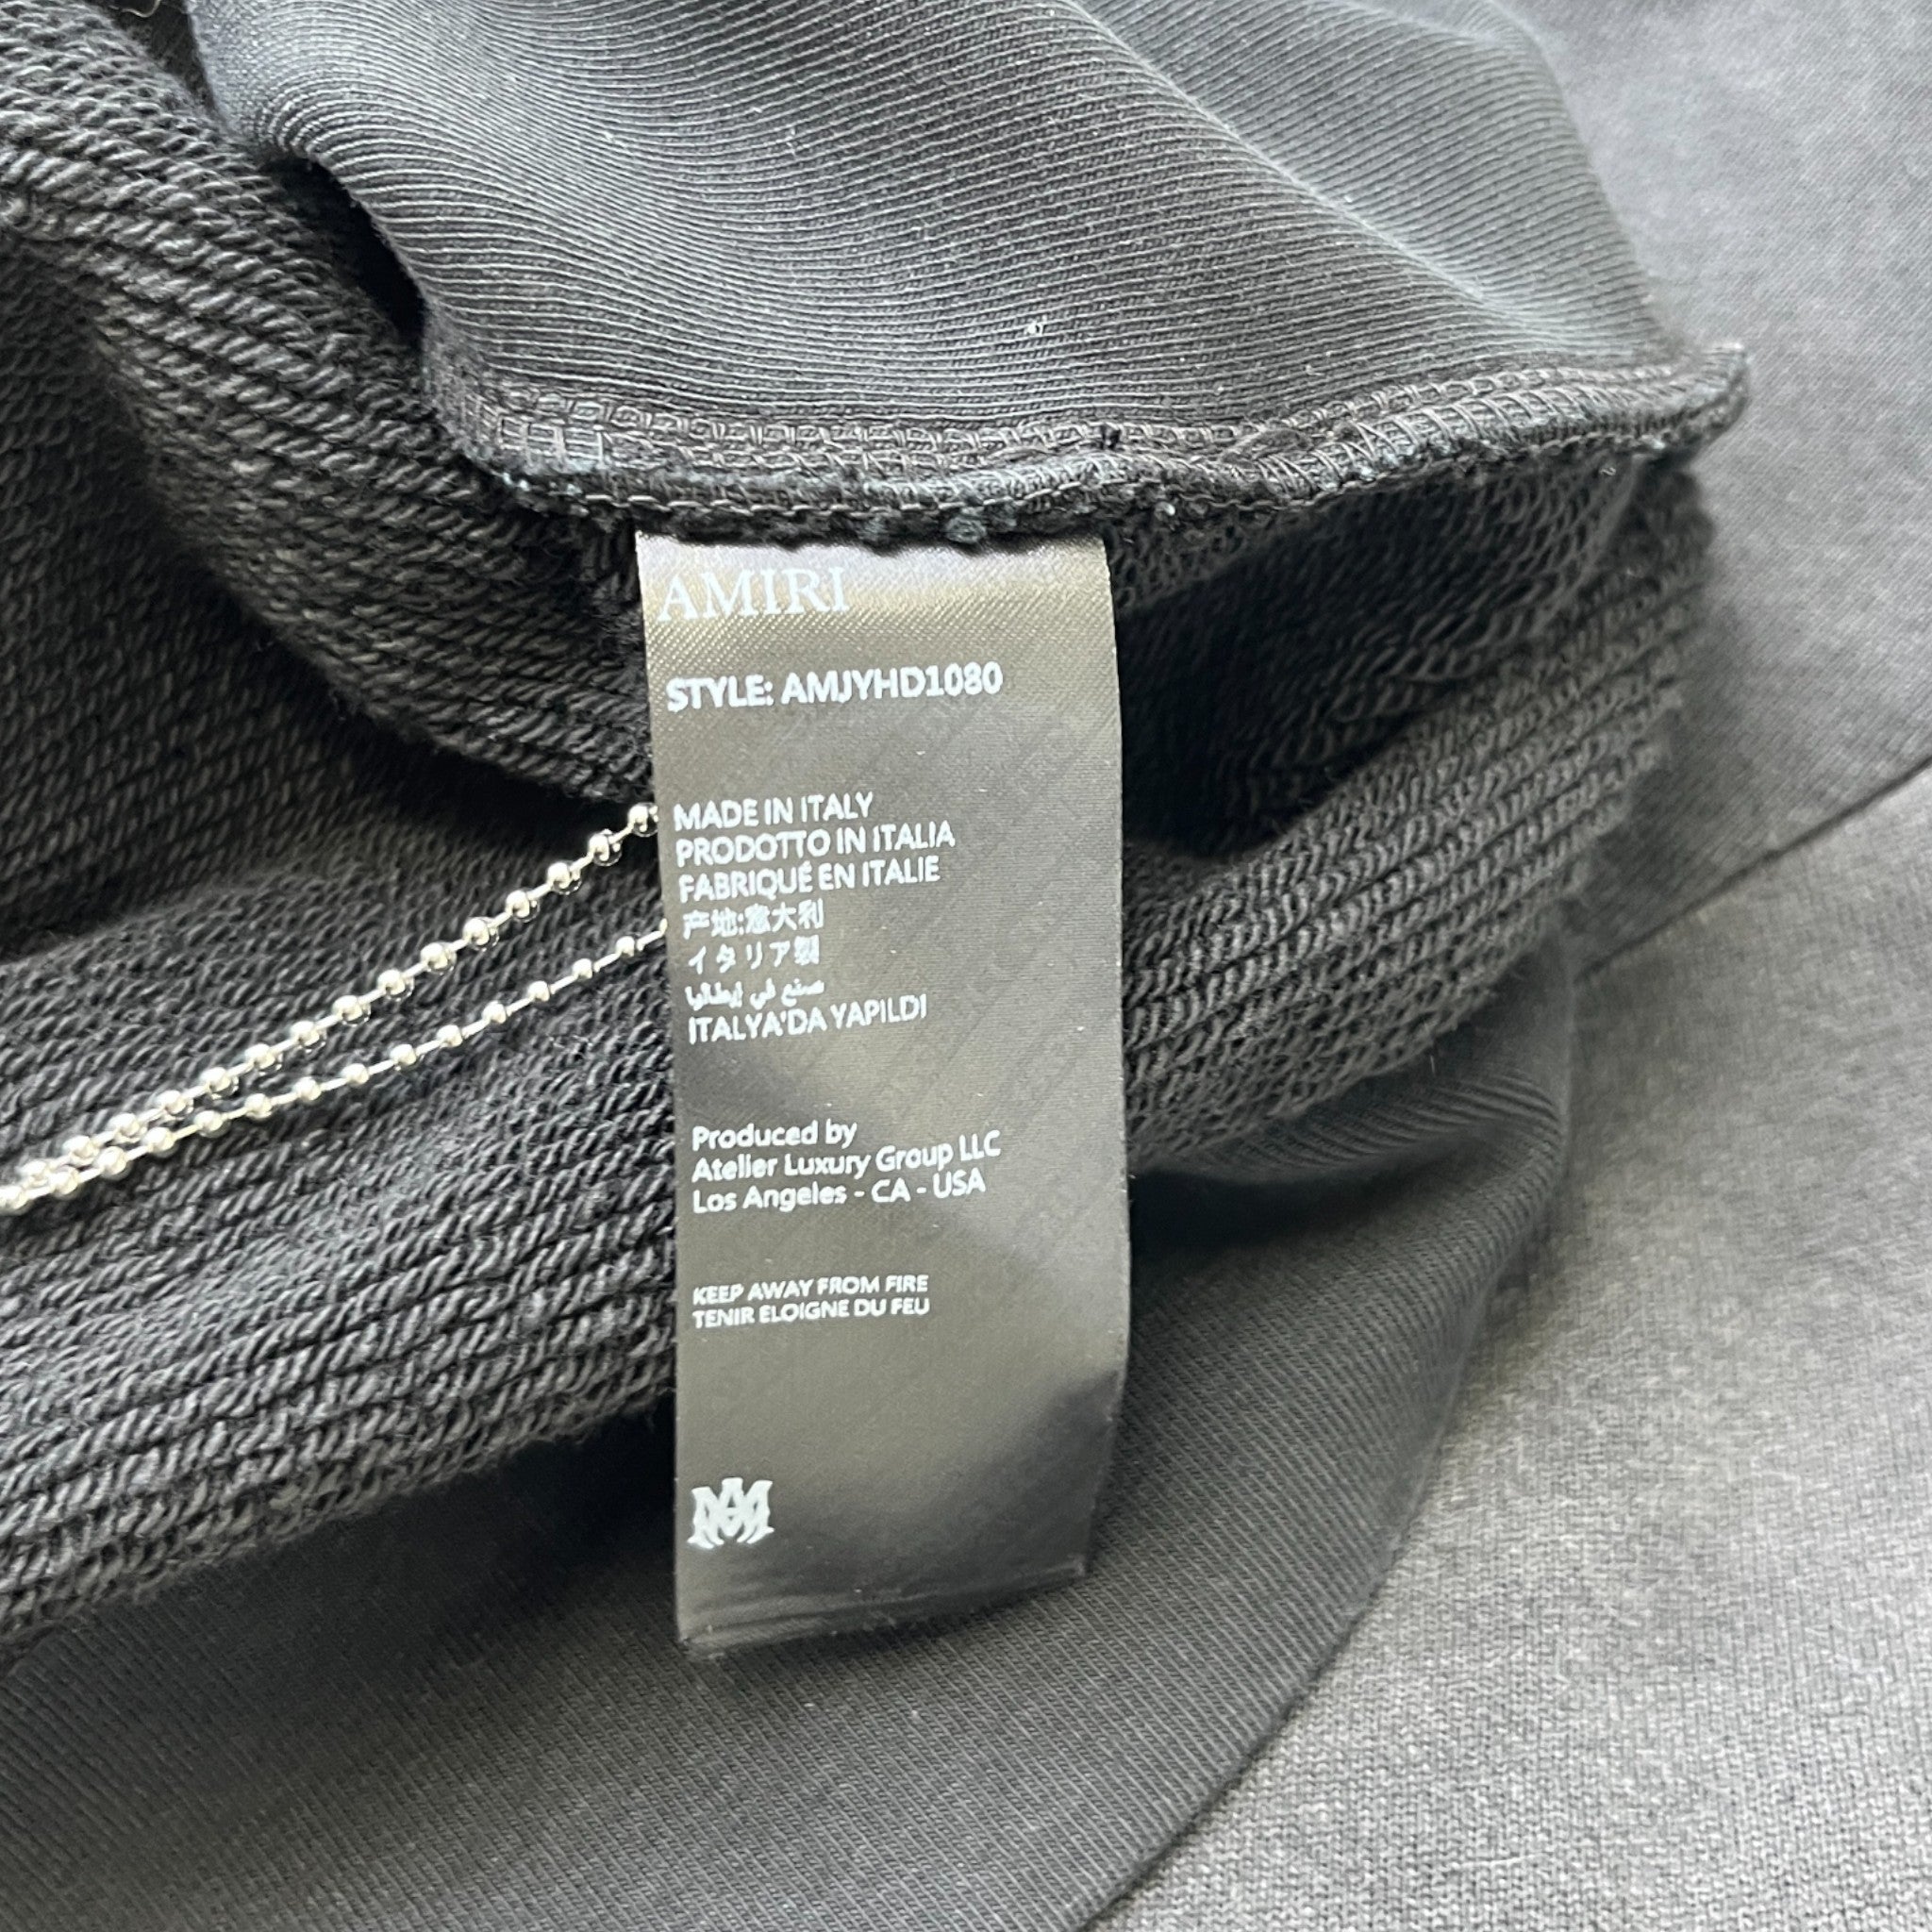 AMIRI
STYLE: AMJYHD1080
MADE IN ITALY
PRODOTTO IN ITALIA
FABRIQUÉ EN ITALIE
产地:意大利
イタリア製
صنع في إيطاليا
ITALYA'DA YAPILDI
Produced by
Atelier Luxury Group LLC
Los Angeles - CA - USA
KEEP AWAY FROM FIRE
TENIR ELOIGNE DU FEU